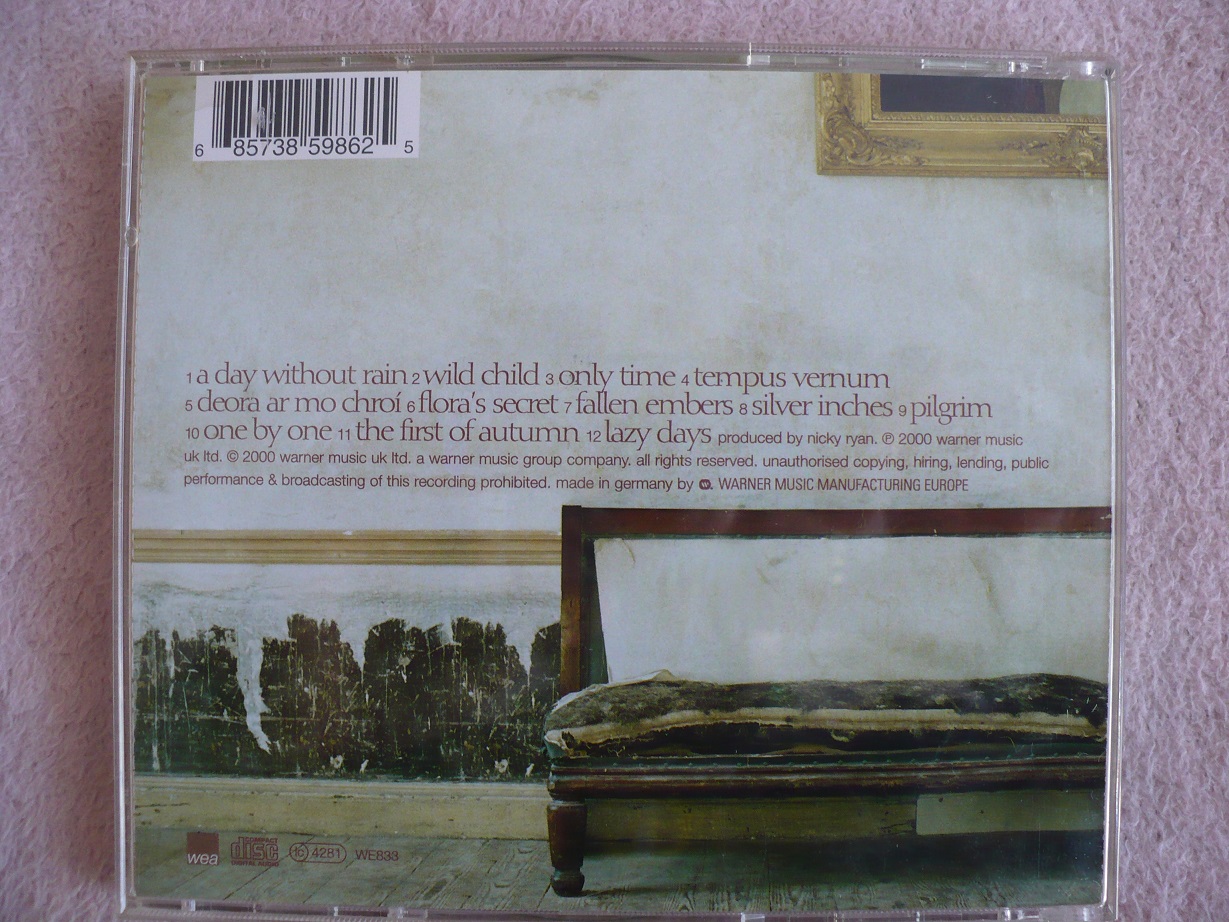 6 85738 59862 5
1 a day without rain 2 wild child 3 only time 4 tempus vernum
5 deora ar mo chroí 6 flora's secret 7 fallen embers 8 silver inches 9 pilgrim
10 one by one 11 the first of autumn 12 lazy days produced by nicky ryan. ℗ 2000 warner music
uk ltd. © 2000 warner music uk ltd. a warner music group company. all rights reserved. unauthorised copying, hiring, lending, public
performance & broadcasting of this recording prohibited. made in germany by WARNER MUSIC MANUFACTURING EUROPE
wea COMPACT disc DIGITAL AUDIO lc 4281 WE833